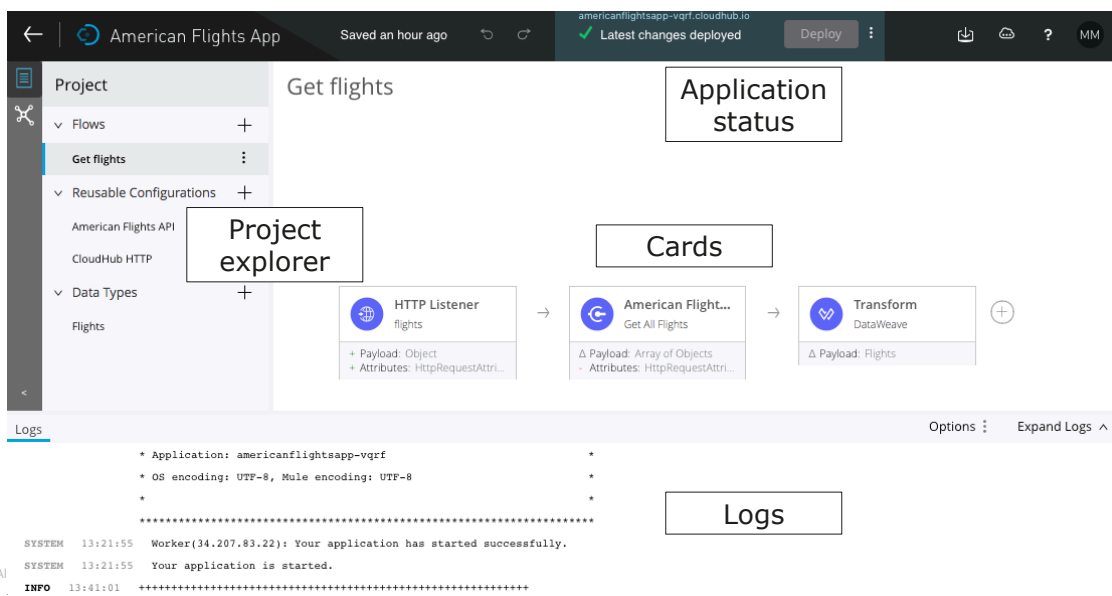 americanflightsapp-vqrf.cloudhub.io
American Flights App
Saved an hour ago
Latest changes deployed
Deploy
?
MM
Project
Get flights
Application
status
Flows
Get flights
Reusable Configurations
American Flights API
Project
explorer
Cards
CloudHub HTTP
Data Types
Flights
HTTP Listener
flights
+ Payload: Object
+ Attributes: HttpRequestAttri...
American Flight...
Get All Flights
Δ Payload: Array of Objects
- Attributes: HttpRequestAttri...
Transform
DataWeave
Δ Payload: Flights
Logs
Options
Expand Logs
* Application: americanflightsapp-vqrf *
* OS encoding: UTF-8, Mule encoding: UTF-8 *
* *
**********************************************************************
Logs
SYSTEM 13:21:55 Worker(34.207.83.22): Your application has started successfully.
SYSTEM 13:21:55 Your application is started.
INFO 13:41:01 ++++++++++++++++++++++++++++++++++++++++++++++++++++++++++++